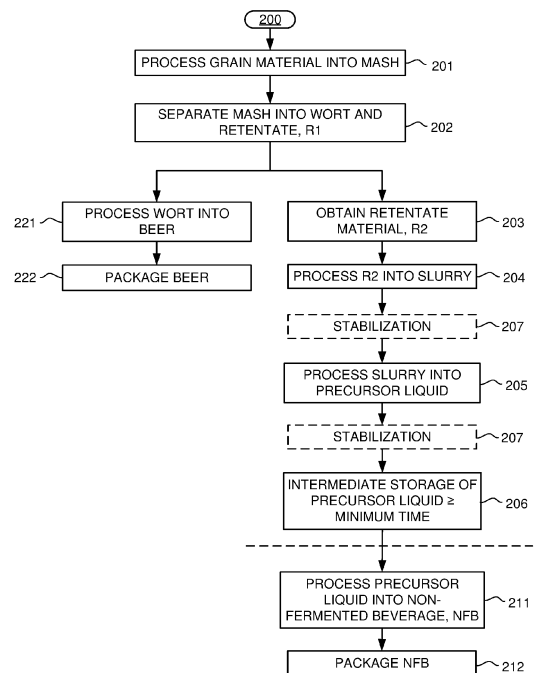 200
PROCESS GRAIN MATERIAL INTO MASH
201
SEPARATE MASH INTO WORT AND
RETENTATE, R1
202
221
PROCESS WORT INTO
BEER
222
PACKAGE BEER
OBTAIN RETENTATE
MATERIAL, R2
203
PROCESS R2 INTO SLURRY
204
STABILIZATION
207
PROCESS SLURRY INTO
PRECURSOR LIQUID
205
STABILIZATION
207
INTERMEDIATE STORAGE OF
PRECURSOR LIQUID ≥
MINIMUM TIME
206
PROCESS PRECURSOR
LIQUID INTO NON-
FERMENTED BEVERAGE, NFB
211
PACKAGE NFB
212